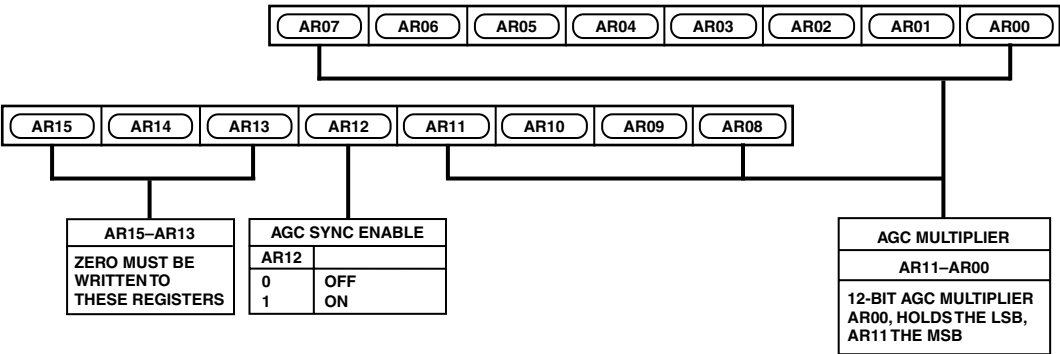 AR07 AR06 AR05 AR04 AR03 AR02 AR01 AR00
AR15 AR14 AR13 AR12 AR11 AR10 AR09 AR08
AR15–AR13
ZERO MUST BE
WRITTEN TO
THESE REGISTERS
AGC SYNC ENABLE
AR12
0 OFF
1 ON
AGC MULTIPLIER
AR11–AR00
12-BIT AGC MULTIPLIER
AR00, HOLDS THE LSB,
AR11 THE MSB